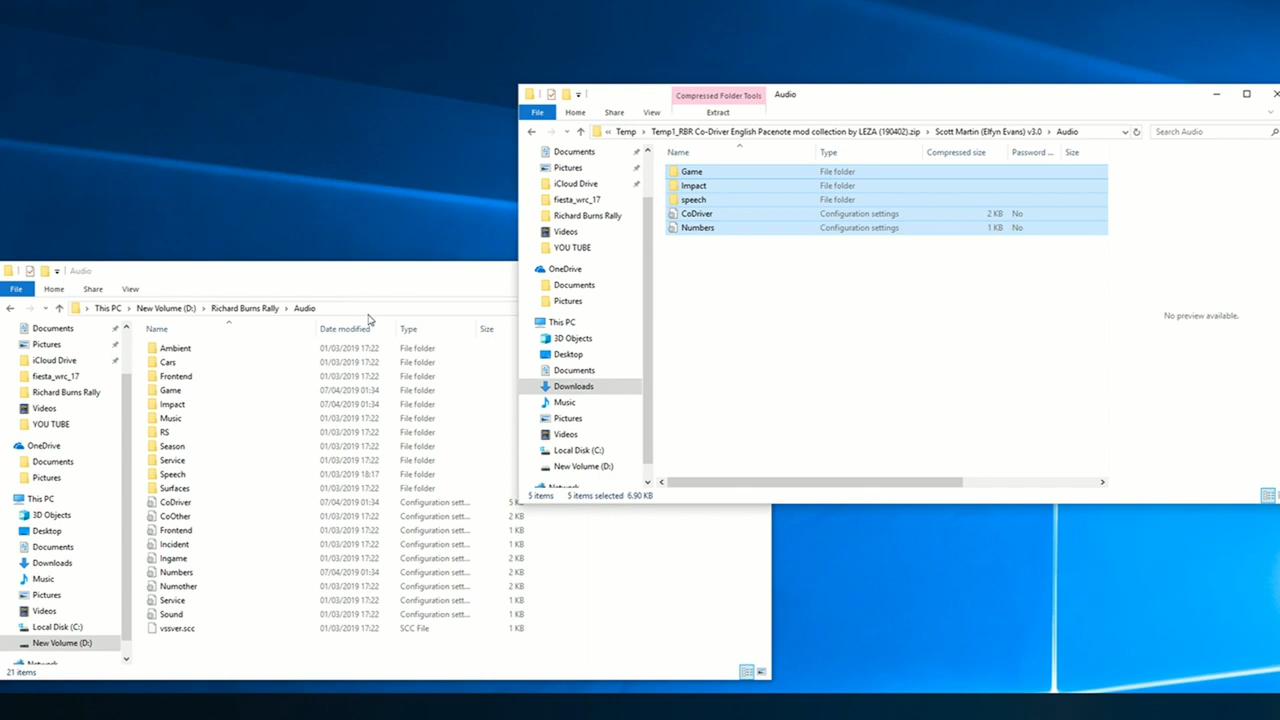 Compressed Folder Tools
Audio
File
Home
Share
View
Extract
« Temp › Temp1_RBR Co-Driver English Pacenote mod collection by LEZA (190402).zip › Scott Martin (Elfyn Evans) v3.0 › Audio
Search Audio
Documents
Pictures
iCloud Drive
fiesta_wrc_17
Richard Burns Rally
Videos
YOU TUBE
OneDrive
Documents
Pictures
This PC
3D Objects
Desktop
Documents
Downloads
Music
Pictures
Videos
Local Disk (C:)
New Volume (D:)
Name Type Compressed size Password ... Size
Game File folder
Impact File folder
speech File folder
CoDriver Configuration settings 2 KB No
Numbers Configuration settings 1 KB No
No preview available.
5 items 5 items selected 6.90 KB
Audio
File
Home
Share
View
› This PC › New Volume (D:) › Richard Burns Rally › Audio
Documents
Pictures
iCloud Drive
fiesta_wrc_17
Richard Burns Rally
Videos
YOU TUBE
OneDrive
Documents
Pictures
This PC
3D Objects
Desktop
Documents
Downloads
Music
Pictures
Videos
Local Disk (C:)
New Volume (D:)
Name Date modified Type Size
Ambient 01/03/2019 17:22 File folder
Cars 01/03/2019 17:22 File folder
Frontend 01/03/2019 17:22 File folder
Game 07/04/2019 01:34 File folder
Impact 07/04/2019 01:34 File folder
Music 01/03/2019 17:22 File folder
RS 01/03/2019 17:22 File folder
Season 01/03/2019 17:22 File folder
Service 01/03/2019 17:22 File folder
Speech 01/03/2019 18:17 File folder
Surfaces 01/03/2019 17:22 File folder
CoDriver 07/04/2019 01:34 Configuration sett... 5 K
CoOther 01/03/2019 17:22 Configuration sett... 2 KB
Frontend 01/03/2019 17:22 Configuration sett... 1 KB
Incident 01/03/2019 17:22 Configuration sett... 1 KB
Ingame 01/03/2019 17:22 Configuration sett... 2 KB
Numbers 07/04/2019 01:34 Configuration sett... 2 KB
Numother 01/03/2019 17:22 Configuration sett... 2 KB
Service 01/03/2019 17:22 Configuration sett... 1 KB
Sound 01/03/2019 17:22 Configuration sett... 1 KB
vssver.scc 01/03/2019 17:22 SCC File 1 KB
21 items